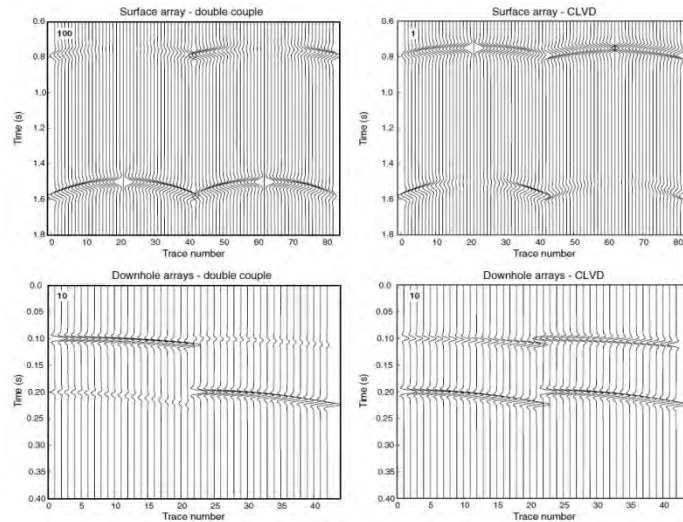 Surface array - double couple
100
0.6
0.8
1.0
1.2
1.4
1.6
1.8
Time (s)
0 10 20 30 40 50 60 70 80
Trace number
Surface array - CLVD
1
0.6
0.8
1.0
1.2
1.4
1.6
1.8
Time (s)
0 10 20 30 40 50 60 70 80
Trace number
Downhole arrays - double couple
10
0.0
0.05
0.10
0.15
0.20
0.25
0.30
0.35
0.40
Time (s)
0 5 10 15 20 25 30 35 40
Trace number
Downhole arrays - CLVD
10
0.0
0.05
0.10
0.15
0.20
0.25
0.30
0.35
0.40
Time (s)
0 5 10 15 20 25 30 35 40
Trace number